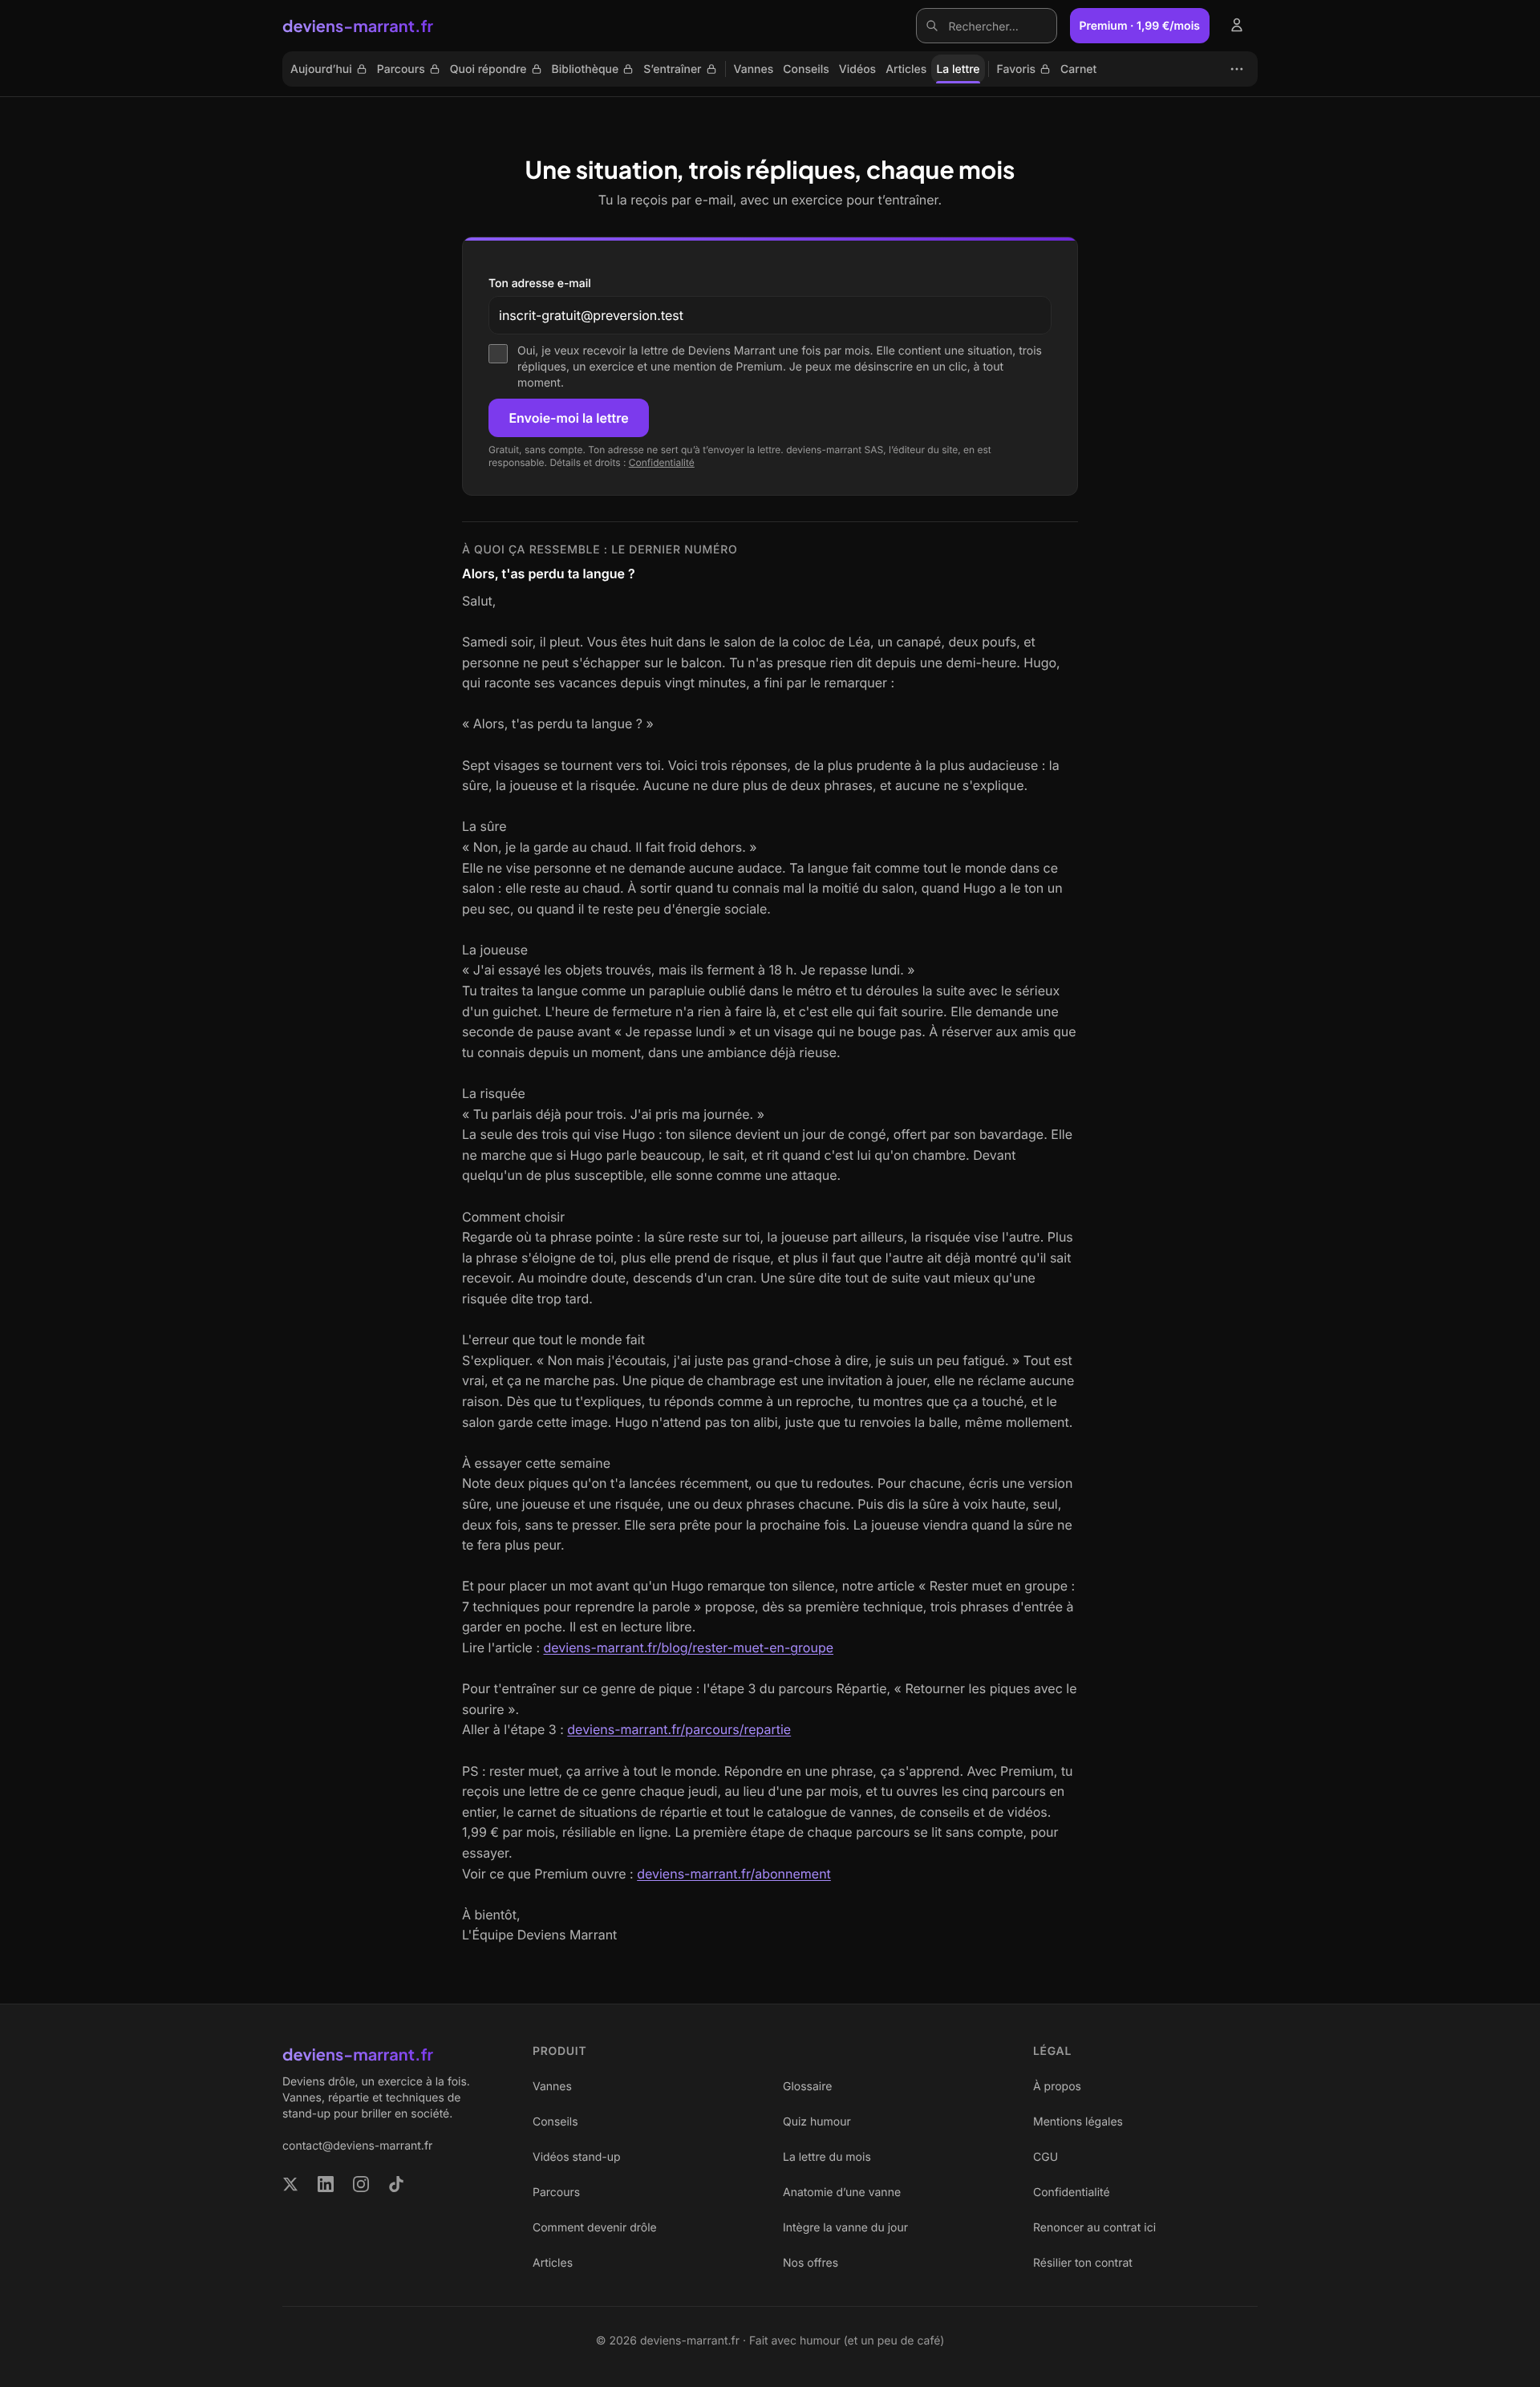 deviens-marrant.fr
Rechercher...
Premium · 1,99 €/mois
Aujourd’hui
Parcours
Quoi répondre
Bibliothèque
S’entraîner
Vannes
Conseils
Vidéos
Articles
La lettre
Favoris
Carnet
Une situation, trois répliques, chaque mois
Tu la reçois par e-mail, avec un exercice pour t’entraîner.
Ton adresse e-mail
inscrit-gratuit@preversion.test
Oui, je veux recevoir la lettre de Deviens Marrant une fois par mois. Elle contient une situation, trois
répliques, un exercice et une mention de Premium. Je peux me désinscrire en un clic, à tout
moment.
Envoie-moi la lettre
Gratuit, sans compte. Ton adresse ne sert qu’à t’envoyer la lettre. deviens-marrant SAS, l’éditeur du site, en est
responsable. Détails et droits : Confidentialité
À QUOI ÇA RESSEMBLE : LE DERNIER NUMÉRO
Alors, t'as perdu ta langue ?
Salut,
Samedi soir, il pleut. Vous êtes huit dans le salon de la coloc de Léa, un canapé, deux poufs, et
personne ne peut s'échapper sur le balcon. Tu n'as presque rien dit depuis une demi-heure. Hugo,
qui raconte ses vacances depuis vingt minutes, a fini par le remarquer :
« Alors, t'as perdu ta langue ? »
Sept visages se tournent vers toi. Voici trois réponses, de la plus prudente à la plus audacieuse : la
sûre, la joueuse et la risquée. Aucune ne dure plus de deux phrases, et aucune ne s'explique.
La sûre
« Non, je la garde au chaud. Il fait froid dehors. »
Elle ne vise personne et ne demande aucune audace. Ta langue fait comme tout le monde dans ce
salon : elle reste au chaud. À sortir quand tu connais mal la moitié du salon, quand Hugo a le ton un
peu sec, ou quand il te reste peu d'énergie sociale.
La joueuse
« J'ai essayé les objets trouvés, mais ils ferment à 18 h. Je repasse lundi. »
Tu traites ta langue comme un parapluie oublié dans le métro et tu déroules la suite avec le sérieux
d'un guichet. L'heure de fermeture n'a rien à faire là, et c'est elle qui fait sourire. Elle demande une
seconde de pause avant « Je repasse lundi » et un visage qui ne bouge pas. À réserver aux amis que
tu connais depuis un moment, dans une ambiance déjà rieuse.
La risquée
« Tu parlais déjà pour trois. J'ai pris ma journée. »
La seule des trois qui vise Hugo : ton silence devient un jour de congé, offert par son bavardage. Elle
ne marche que si Hugo parle beaucoup, le sait, et rit quand c'est lui qu'on chambre. Devant
quelqu'un de plus susceptible, elle sonne comme une attaque.
Comment choisir
Regarde où ta phrase pointe : la sûre reste sur toi, la joueuse part ailleurs, la risquée vise l'autre. Plus
la phrase s'éloigne de toi, plus elle prend de risque, et plus il faut que l'autre ait déjà montré qu'il sait
recevoir. Au moindre doute, descends d'un cran. Une sûre dite tout de suite vaut mieux qu'une
risquée dite trop tard.
L'erreur que tout le monde fait
S'expliquer. « Non mais j'écoutais, j'ai juste pas grand-chose à dire, je suis un peu fatigué. » Tout est
vrai, et ça ne marche pas. Une pique de chambrage est une invitation à jouer, elle ne réclame aucune
raison. Dès que tu t'expliques, tu réponds comme à un reproche, tu montres que ça a touché, et le
salon garde cette image. Hugo n'attend pas ton alibi, juste que tu renvoies la balle, même mollement.
À essayer cette semaine
Note deux piques qu'on t'a lancées récemment, ou que tu redoutes. Pour chacune, écris une version
sûre, une joueuse et une risquée, une ou deux phrases chacune. Puis dis la sûre à voix haute, seul,
deux fois, sans te presser. Elle sera prête pour la prochaine fois. La joueuse viendra quand la sûre ne
te fera plus peur.
Et pour placer un mot avant qu'un Hugo remarque ton silence, notre article « Rester muet en groupe :
7 techniques pour reprendre la parole » propose, dès sa première technique, trois phrases d'entrée à
garder en poche. Il est en lecture libre.
Lire l'article : deviens-marrant.fr/blog/rester-muet-en-groupe
Pour t'entraîner sur ce genre de pique : l'étape 3 du parcours Répartie, « Retourner les piques avec le
sourire ».
Aller à l'étape 3 : deviens-marrant.fr/parcours/repartie
PS : rester muet, ça arrive à tout le monde. Répondre en une phrase, ça s'apprend. Avec Premium, tu
reçois une lettre de ce genre chaque jeudi, au lieu d'une par mois, et tu ouvres les cinq parcours en
entier, le carnet de situations de répartie et tout le catalogue de vannes, de conseils et de vidéos.
1,99 € par mois, résiliable en ligne. La première étape de chaque parcours se lit sans compte, pour
essayer.
Voir ce que Premium ouvre : deviens-marrant.fr/abonnement
À bientôt,
L'Équipe Deviens Marrant
deviens-marrant.fr
Deviens drôle, un exercice à la fois.
Vannes, répartie et techniques de
stand-up pour briller en société.
contact@deviens-marrant.fr
PRODUIT
Vannes
Conseils
Vidéos stand-up
Parcours
Comment devenir drôle
Articles
Glossaire
Quiz humour
La lettre du mois
Anatomie d’une vanne
Intègre la vanne du jour
Nos offres
LÉGAL
À propos
Mentions légales
CGU
Confidentialité
Renoncer au contrat ici
Résilier ton contrat
© 2026 deviens-marrant.fr · Fait avec humour (et un peu de café)